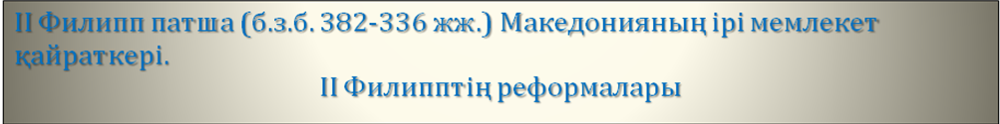 II Филипп патша (б.з.б. 382-336 жж.) Македонияның ірі мемлекет
қайраткері.
II Филипптің реформалары